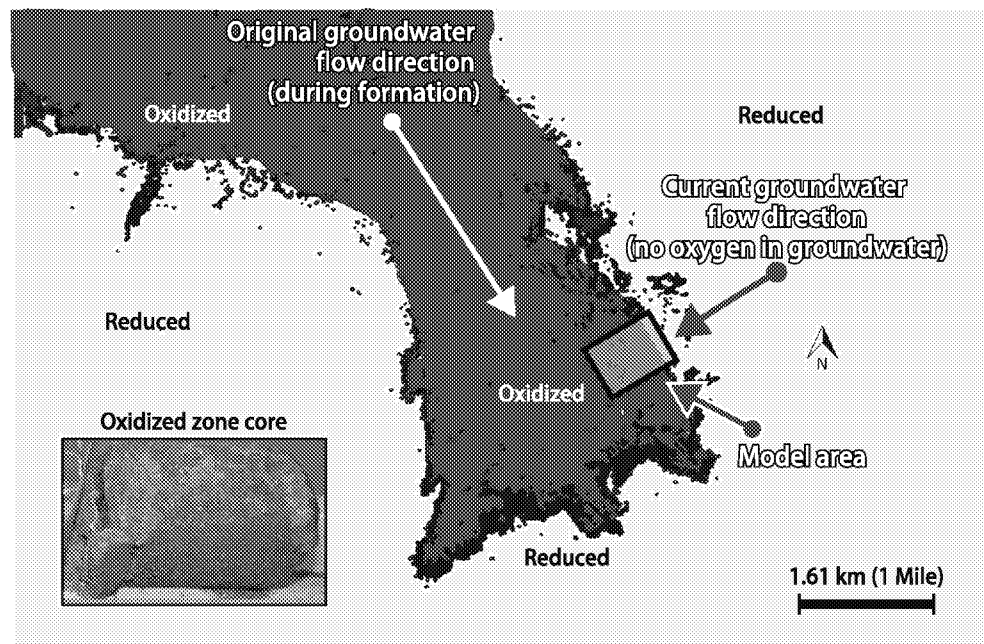 Original groundwater
flow direction
(during formation)
Oxidized
Reduced
Current groundwater
flow direction
(no oxygen in groundwater)
Reduced
N
Oxidized
Oxidized zone core
Model area
Reduced
1.61 km (1 Mile)